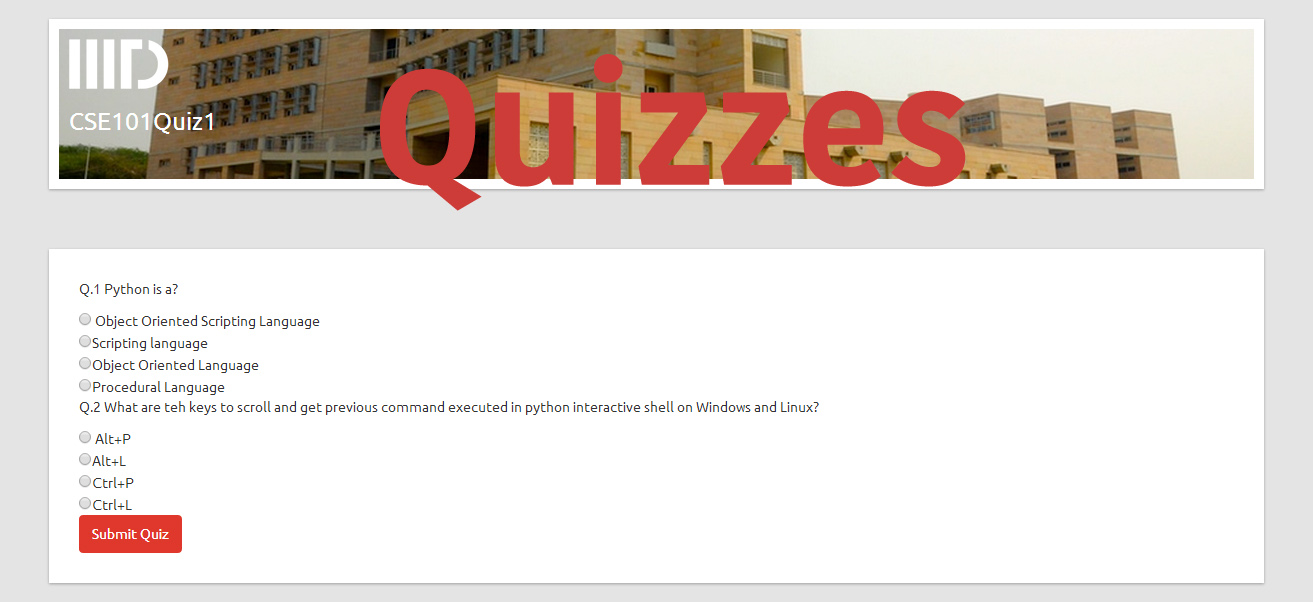 IIITD
CSE101Quiz1
Quizzes
Q.1 Python is a?
Object Oriented Scripting Language
Scripting language
Object Oriented Language
Procedural Language
Q.2 What are teh keys to scroll and get previous command executed in python interactive shell on Windows and Linux?
Alt+P
Alt+L
Ctrl+P
Ctrl+L
Submit Quiz